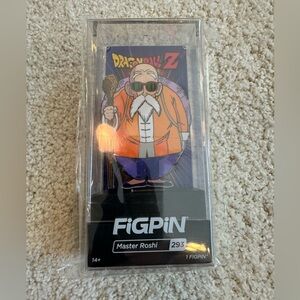 DRAGON BALL Z
FiGPiN
Master Roshi 293
14+ 1 FIGPIN